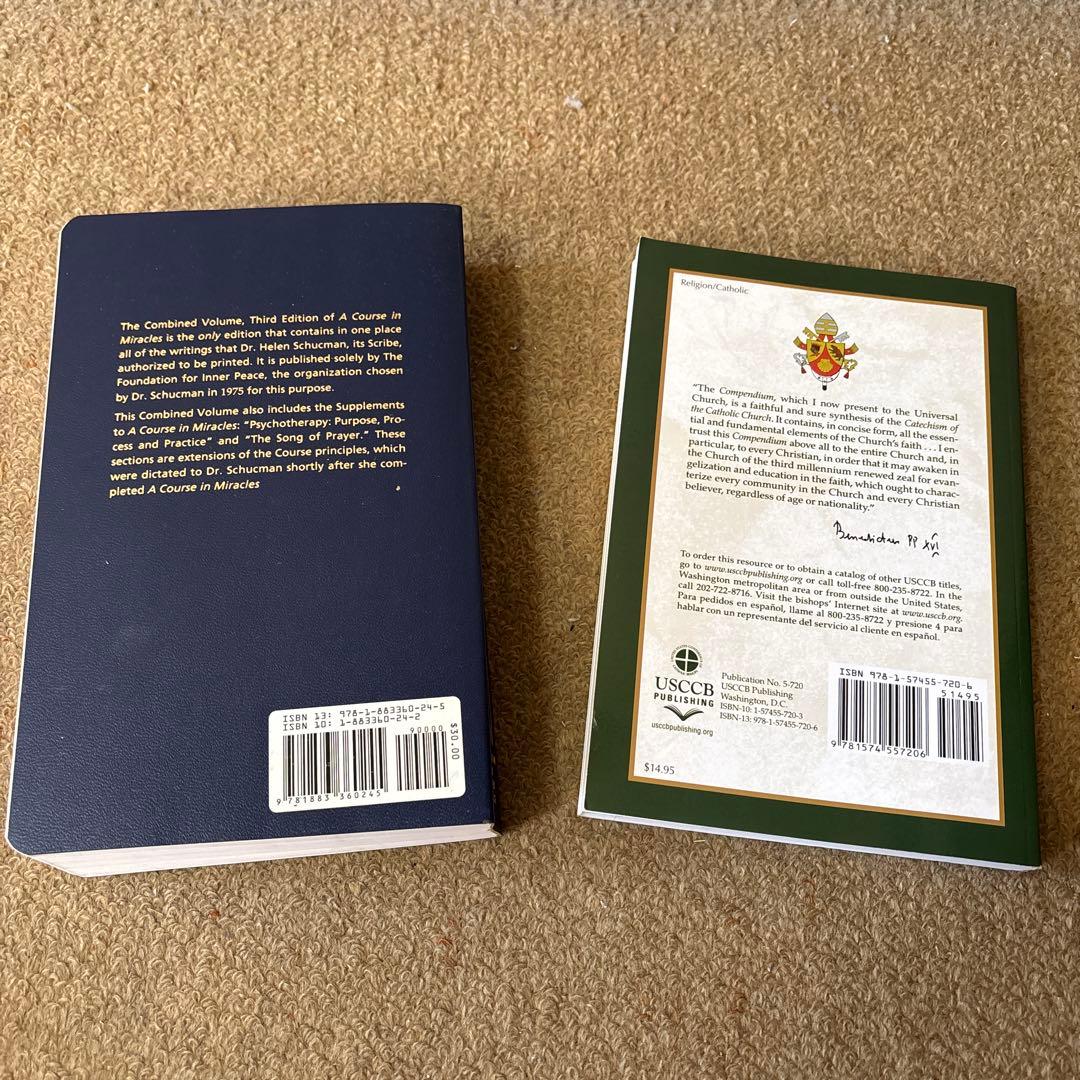 The Combined Volume, Third Edition of A Course in
Miracles is the only edition that contains in one place
all of the writings that Dr. Helen Schucman, its Scribe,
authorized to be printed. It is published solely by The
Foundation for Inner Peace, the organization chosen
by Dr. Schucman in 1975 for this purpose.
This Combined Volume also includes the Supplements
to A Course in Miracles: “Psychotherapy: Purpose, Pro-
cess and Practice” and “The Song of Prayer.” These
sections are extensions of the Course principles, which
were dictated to Dr. Schucman shortly after she com-
pleted A Course in Miracles
ISBN 13: 978-1-883360-24-5
ISBN 10: 1-883360-24-2
90000
$30.00
9 781883 360245
Religion/Catholic
“The Compendium, which I now present to the Universal
Church, is a faithful and sure synthesis of the Catechism of
the Catholic Church. It contains, in concise form, all the essen-
tial and fundamental elements of the Church’s faith . . . I en-
trust this Compendium above all to the entire Church and, in
particular, to every Christian, in order that it may awaken in
the Church of the third millennium renewed zeal for evan-
gelization and education in the faith, which ought to charac-
terize every community in the Church and every Christian
believer, regardless of age or nationality.”
Benedictus PP XVI
To order this resource or to obtain a catalog of other USCCB titles,
go to www.usccbpublishing.org or call toll-free 800-235-8722. In the
Washington metropolitan area or from outside the United States,
call 202-722-8716. Visit the bishops’ Internet site at www.usccb.org.
Para pedidos en español, llame al 800-235-8722 y presione 4 para
hablar con un representante del servicio al cliente en español.
USCCB
PUBLISHING
usccbpublishing.org
Publication No. 5-720
USCCB Publishing
Washington, D.C.
ISBN-10: 1-57455-720-3
ISBN-13: 978-1-57455-720-6
ISBN 978-1-57455-720-6
51495
9 781574 557206
$14.95